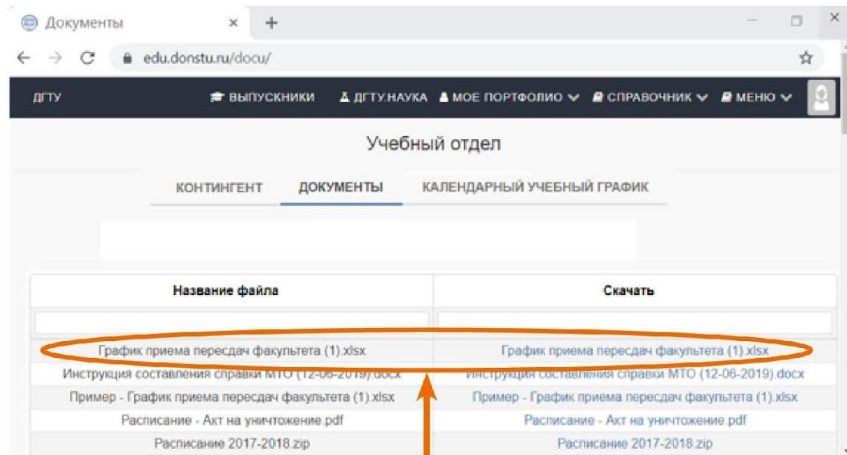 Документы
edu.donstu.ru/docu/
ДГТУ ВЫПУСКНИКИ ДГТУ.НАУКА МОЕ ПОРТФОЛИО СПРАВОЧНИК МЕНЮ
Учебный отдел
КОНТИНГЕНТ ДОКУМЕНТЫ КАЛЕНДАРНЫЙ УЧЕБНЫЙ ГРАФИК
Название файла Скачать
График приема пересдач факультета (1).xlsx График приема пересдач факультета (1).xlsx
Инструкция составления справки МТО (12-06-2019).docx Инструкция составления справки МТО (12-06-2019).docx
Пример - График приема пересдач факультета (1).xlsx Пример - График приема пересдач факультета (1).xlsx
Расписание - Акт на уничтожение.pdf Расписание - Акт на уничтожение.pdf
Расписание 2017-2018.zip Расписание 2017-2018.zip